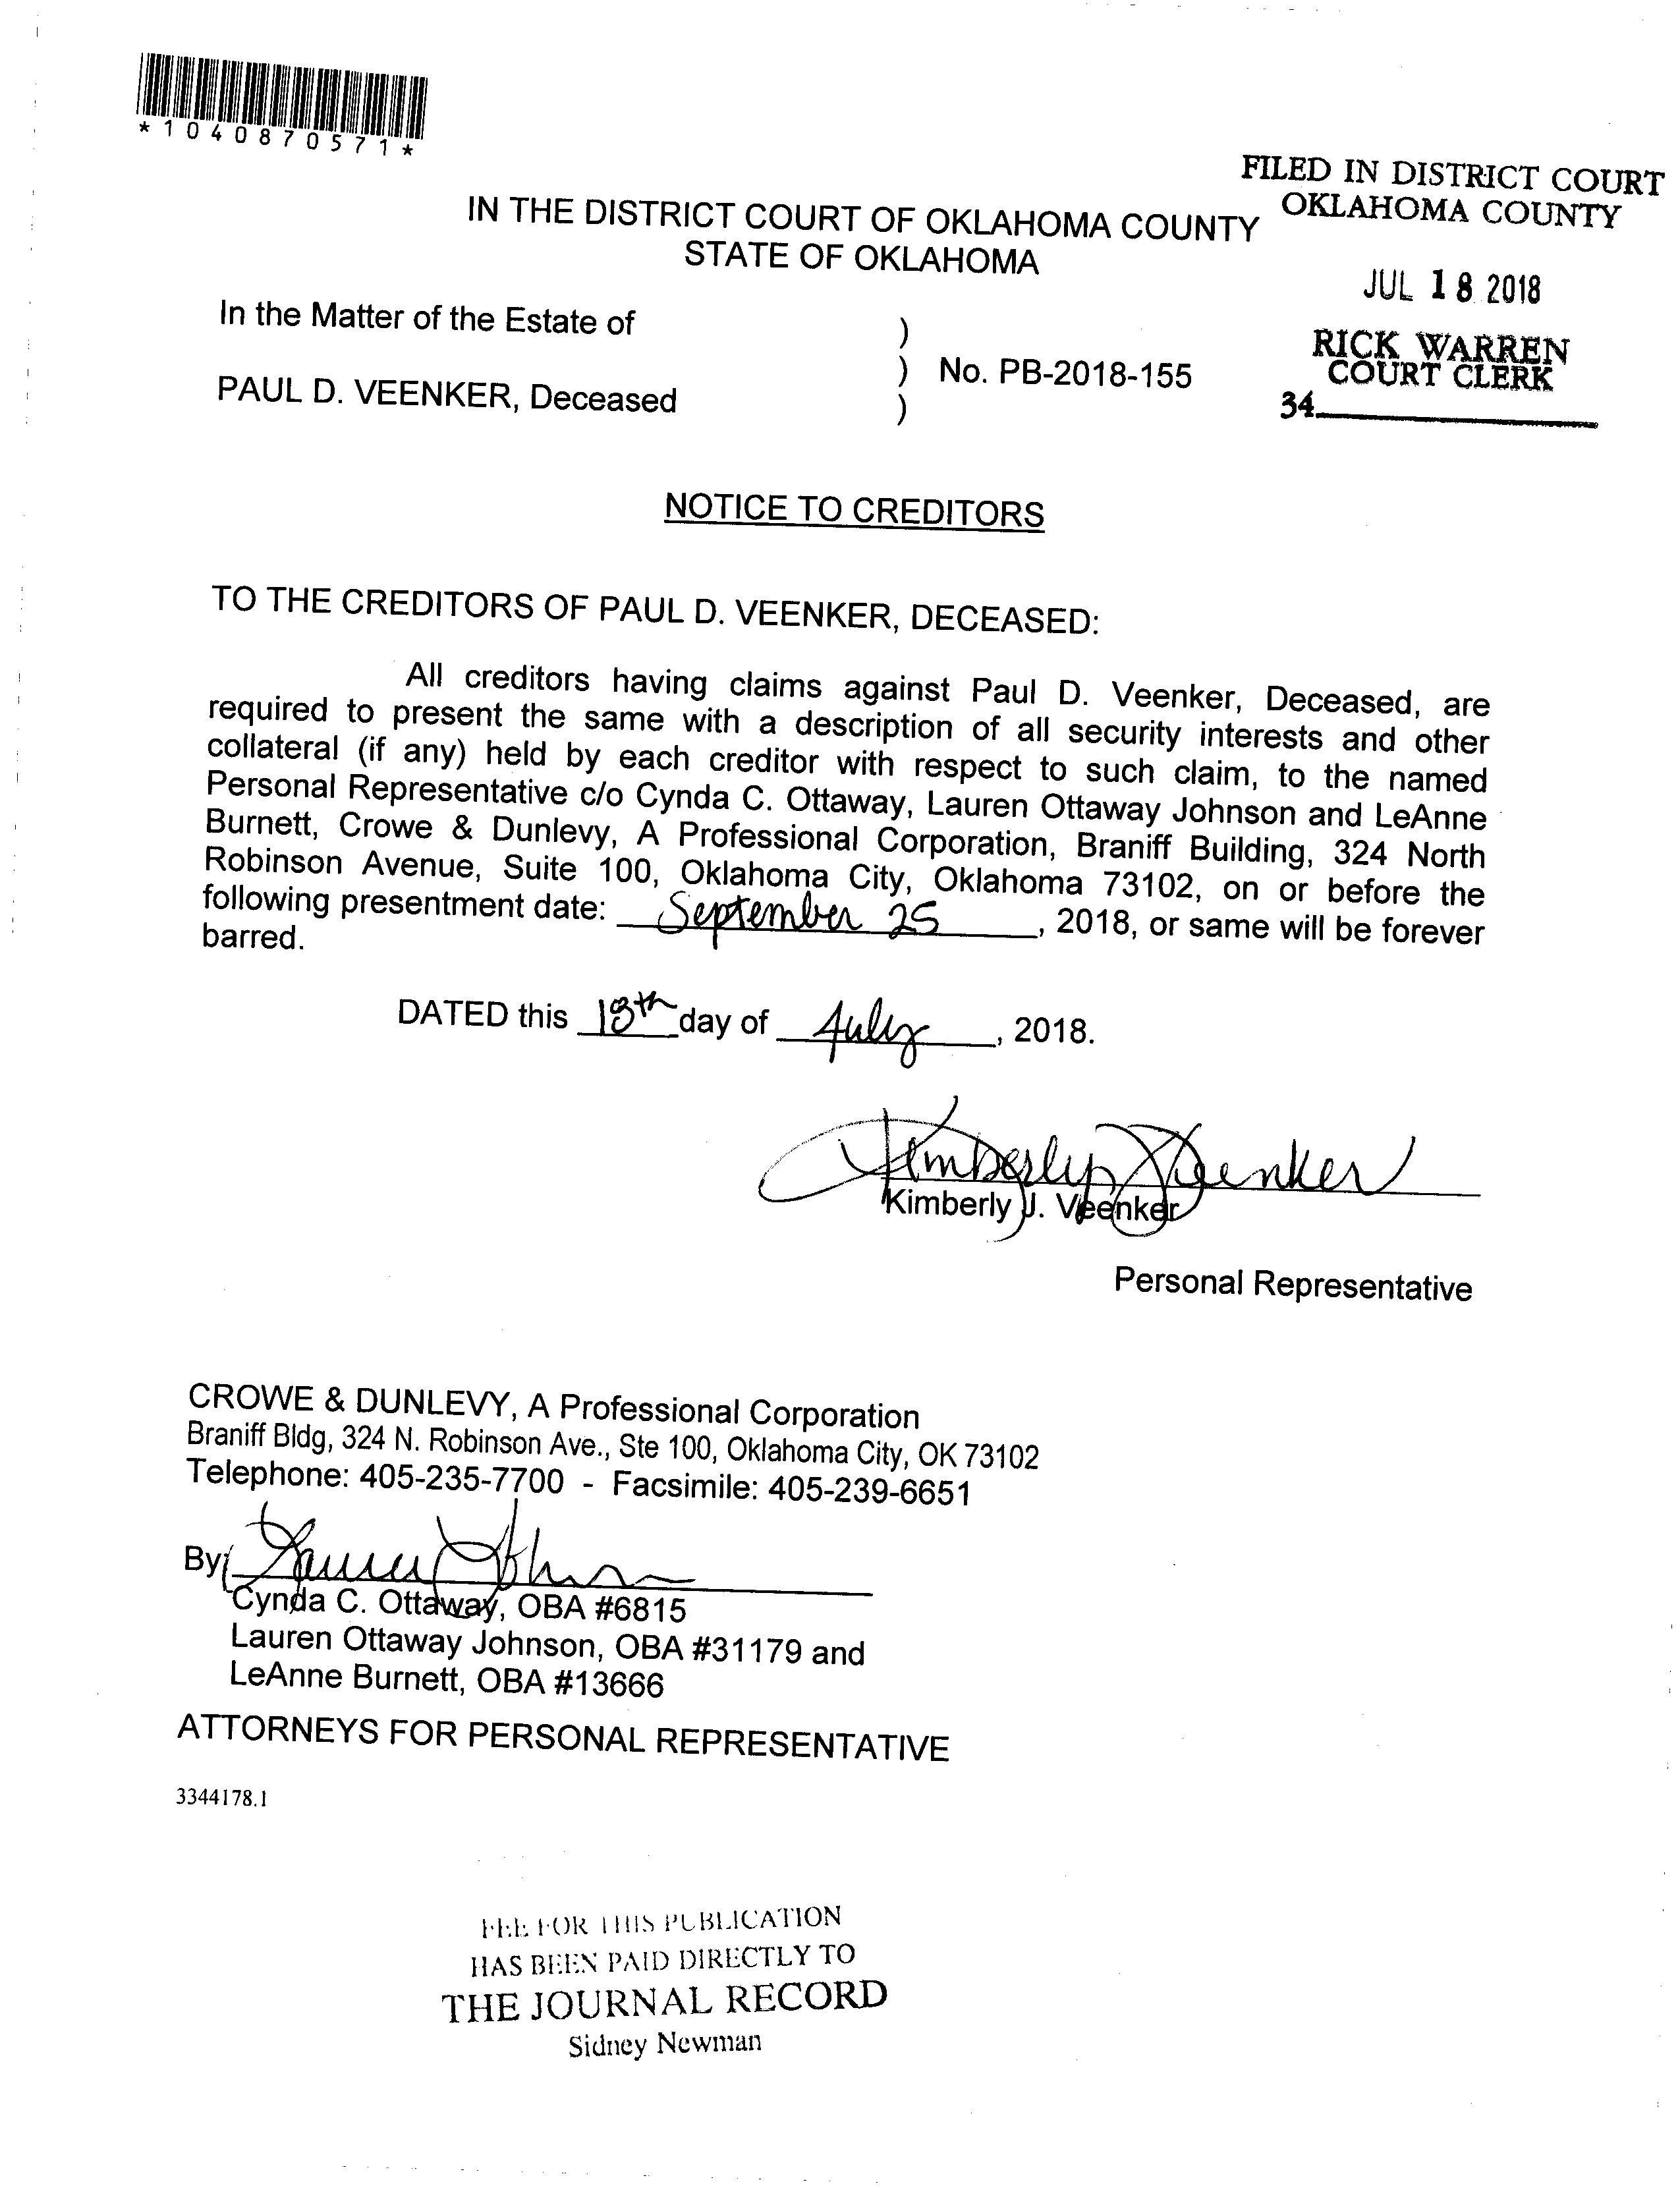 *1040870571*
FILED IN DISTRICT COURT
OKLAHOMA COUNTY
IN THE DISTRICT COURT OF OKLAHOMA COUNTY
STATE OF OKLAHOMA
JUL 18 2018
RICK WARREN
COURT CLERK
34
In the Matter of the Estate of )
) No. PB-2018-155
PAUL D. VEENKER, Deceased )
NOTICE TO CREDITORS
TO THE CREDITORS OF PAUL D. VEENKER, DECEASED:
All creditors having claims against Paul D. Veenker, Deceased, are
required to present the same with a description of all security interests and other
collateral (if any) held by each creditor with respect to such claim, to the named
Personal Representative c/o Cynda C. Ottaway, Lauren Ottaway Johnson and LeAnne
Burnett, Crowe & Dunlevy, A Professional Corporation, Braniff Building, 324 North
Robinson Avenue, Suite 100, Oklahoma City, Oklahoma 73102, on or before the
following presentment date: September 25, 2018, or same will be forever
barred.
DATED this 18th day of July, 2018.
Kimberly J Veenker
Kimberly J. Veenker
Personal Representative
CROWE & DUNLEVY, A Professional Corporation
Braniff Bldg, 324 N. Robinson Ave., Ste 100, Oklahoma City, OK 73102
Telephone: 405-235-7700 - Facsimile: 405-239-6651
By:
Cynda C. Ottaway, OBA #6815
Lauren Ottaway Johnson, OBA #31179 and
LeAnne Burnett, OBA #13666
ATTORNEYS FOR PERSONAL REPRESENTATIVE
3344178.1
FEE FOR THIS PUBLICATION
HAS BEEN PAID DIRECTLY TO
THE JOURNAL RECORD
Sidney Newman